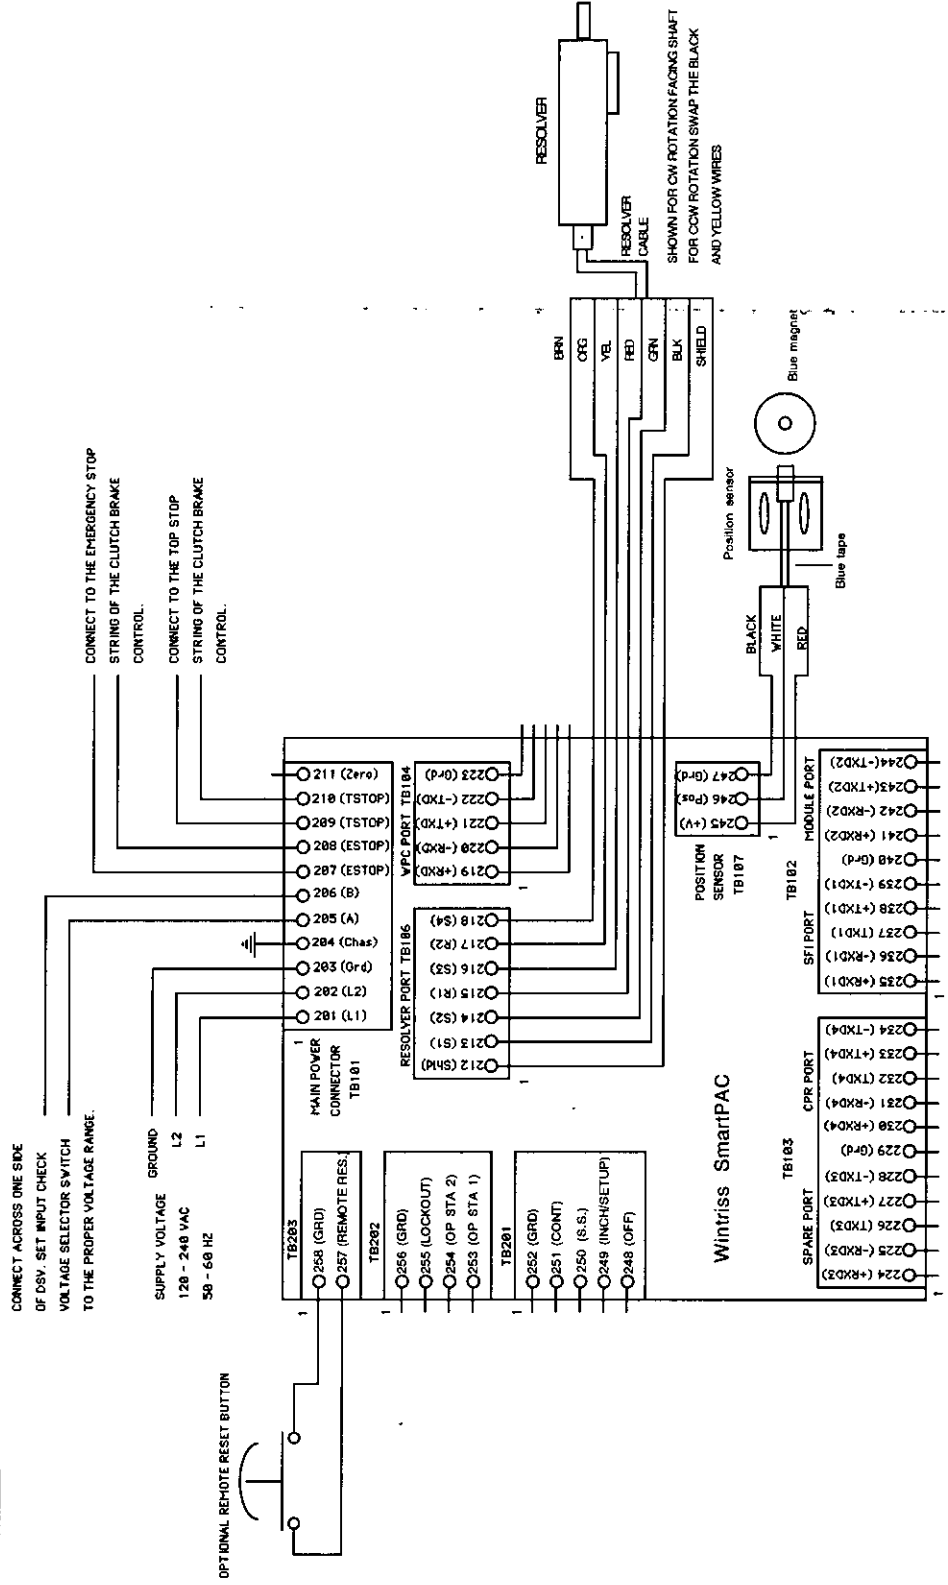 CONNECT ACROSS ONE SIDE
OF DSV. SET INPUT CHECK
VOLTAGE SELECTOR SWITCH
TO THE PROPER VOLTAGE RANGE.
SUPPLY VOLTAGE
120 - 240 VAC
50 - 60 HZ
GROUND
L2
L1
CONNECT TO THE EMERGENCY STOP
STRING OF THE CLUTCH BRAKE
CONTROL.
CONNECT TO THE TOP STOP
STRING OF THE CLUTCH BRAKE
CONTROL.
OPTIONAL REMOTE RESET BUTTON
1
MAIN POWER
CONNECTOR
TB101
201 (L1)
202 (L2)
203 (Grd)
204 (Chas)
205 (A)
206 (B)
207 (ESTOP)
208 (ESTOP)
209 (TSTOP)
210 (TSTOP)
211 (Zero)
TB203
258 (GRD)
257 (REMOTE RES.)
1
TB202
256 (GRD)
255 (LOCKOUT)
254 (OP STA 2)
253 (OP STA 1)
1
TB201
252 (GRD)
251 (CONT)
250 (S.S.)
249 (INCH/SETUP)
248 (OFF)
1
RESOLVER PORT TB106
212 (Shld)
213 (S1)
214 (S2)
215 (R1)
216 (S3)
217 (R2)
218 (S4)
1
WPC PORT TB104
219 (+RXD)
220 (-RXD)
221 (+TXD)
222 (-TXD)
223 (Grd)
1
Wintriss SmartPAC
POSITION
SENSOR
TB107
245 (+V)
246 (Pos)
247 (Grd)
1
TB103
SPARE PORT
CPR PORT
224 (+RXD3)
225 (-RXD3)
226 (TXD3)
227 (+TXD3)
228 (-TXD3)
229 (Grd)
230 (+RXD4)
231 (-RXD4)
232 (TXD4)
233 (+TXD4)
234 (-TXD4)
1
TB102
SFI PORT
MODULE PORT
235 (+RXD1)
236 (-RXD1)
237 (TXD1)
238 (+TXD1)
239 (-TXD1)
240 (Grd)
241 (+RXD2)
242 (-RXD2)
243(+TXD2)
244(-TXD2)
1
BRN
ORG
YEL
RED
GRN
BLK
SHIELD
RESOLVER
RESOLVER
CABLE
SHOWN FOR CW ROTATION FACING SHAFT
FOR CCW ROTATION SWAP THE BLACK
AND YELLOW WIRES
BLACK
WHITE
RED
Position sensor
Blue tape
Blue magnet